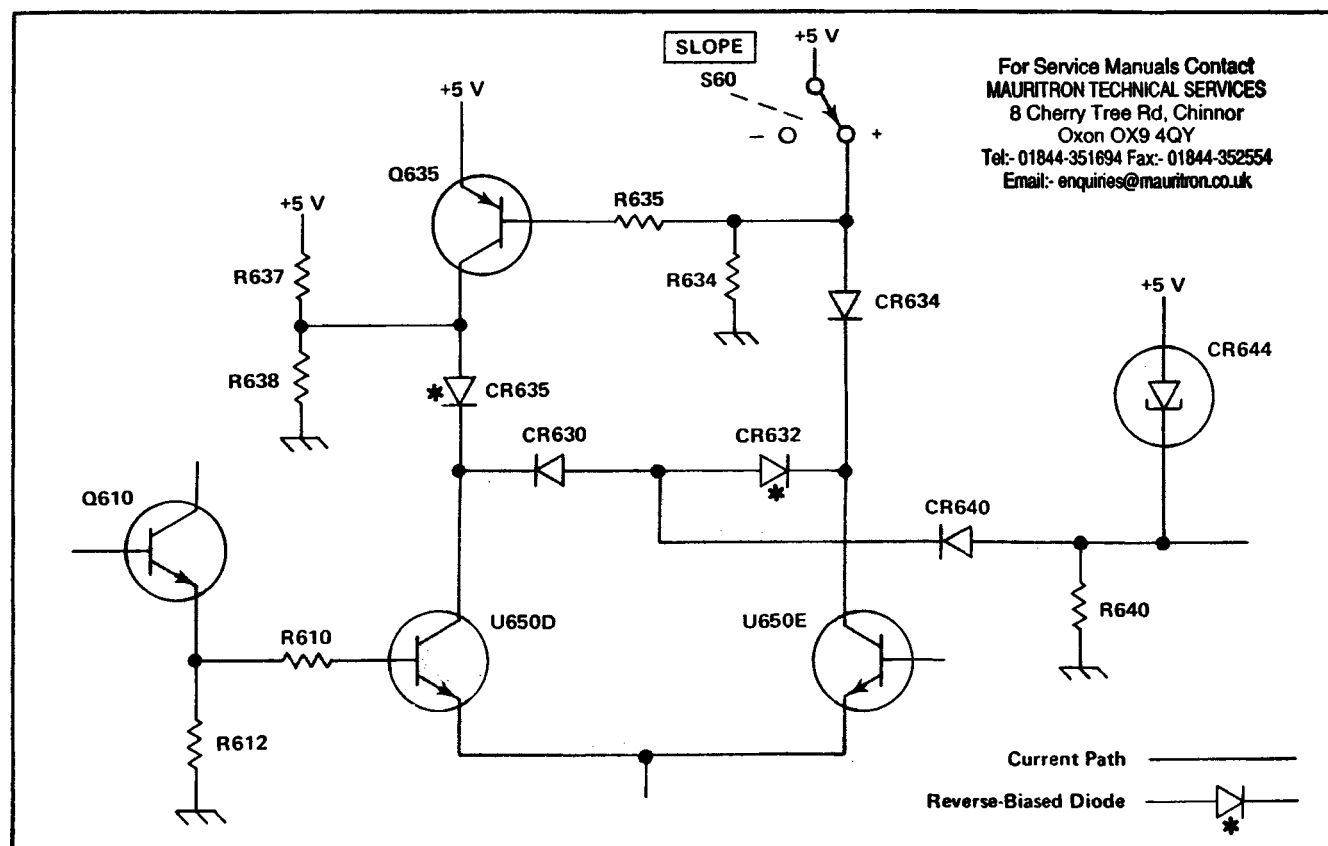 +5 V
SLOPE
S60
+5 V
− +
For Service Manuals Contact
MAURITRON TECHNICAL SERVICES
8 Cherry Tree Rd, Chinnor
Oxon OX9 4QY
Tel:- 01844-351694 Fax:- 01844-352554
Email:- enquiries@mauritron.co.uk
Q635
R635
+5 V
R637
R634
CR634
+5 V
R638
CR635
*
CR644
CR630
CR632
*
Q610
CR640
R610
U650D
U650E
R640
R612
Current Path
Reverse-Biased Diode
*